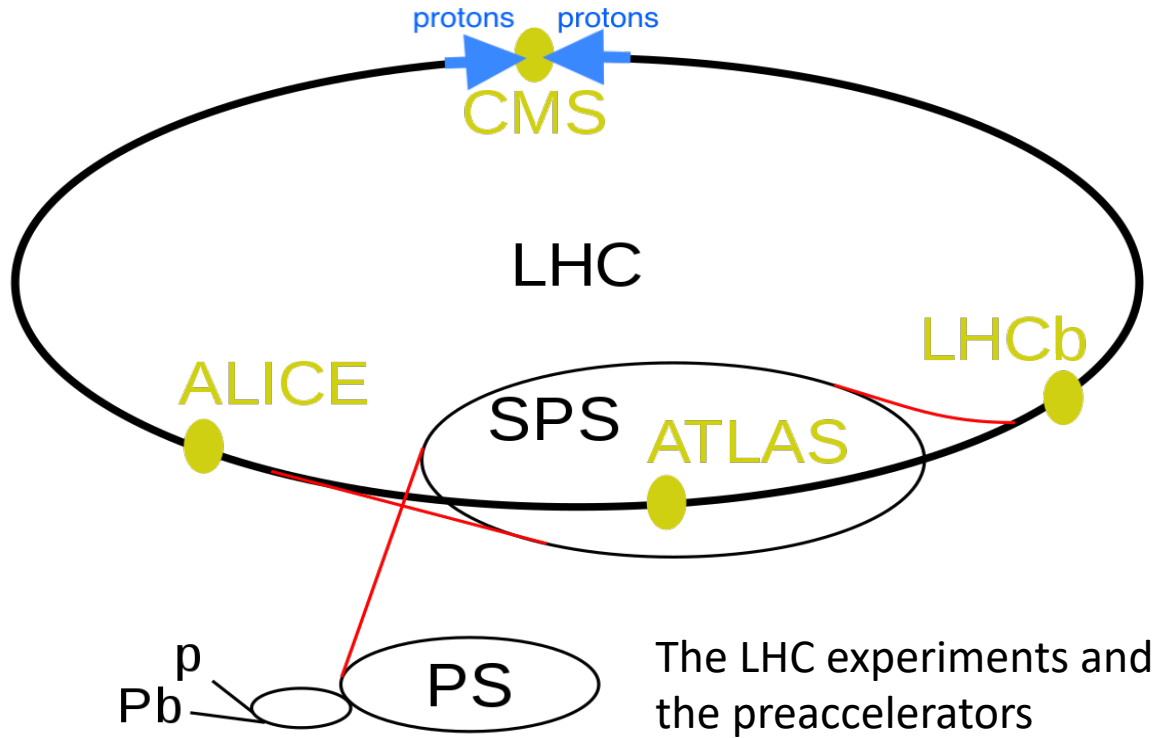 protons protons
CMS
LHC
LHCb
ALICE
SPS
ATLAS
p
Pb
PS
The LHC experiments and
the preaccelerators